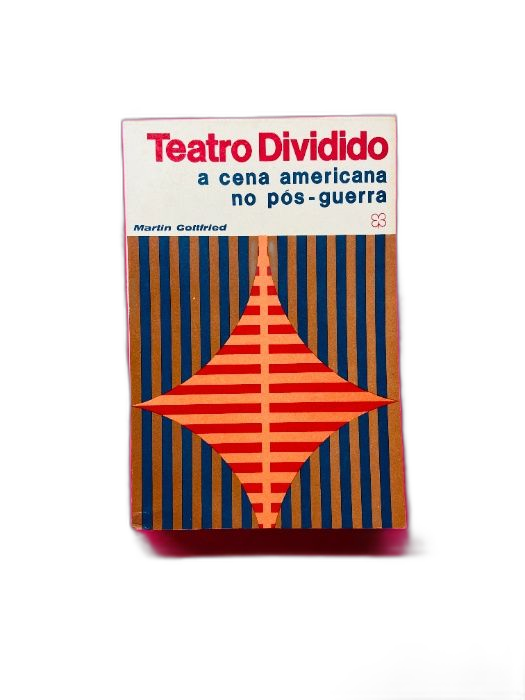 Teatro Dividido
a cena americana
no pós-guerra
Martin Gottfried